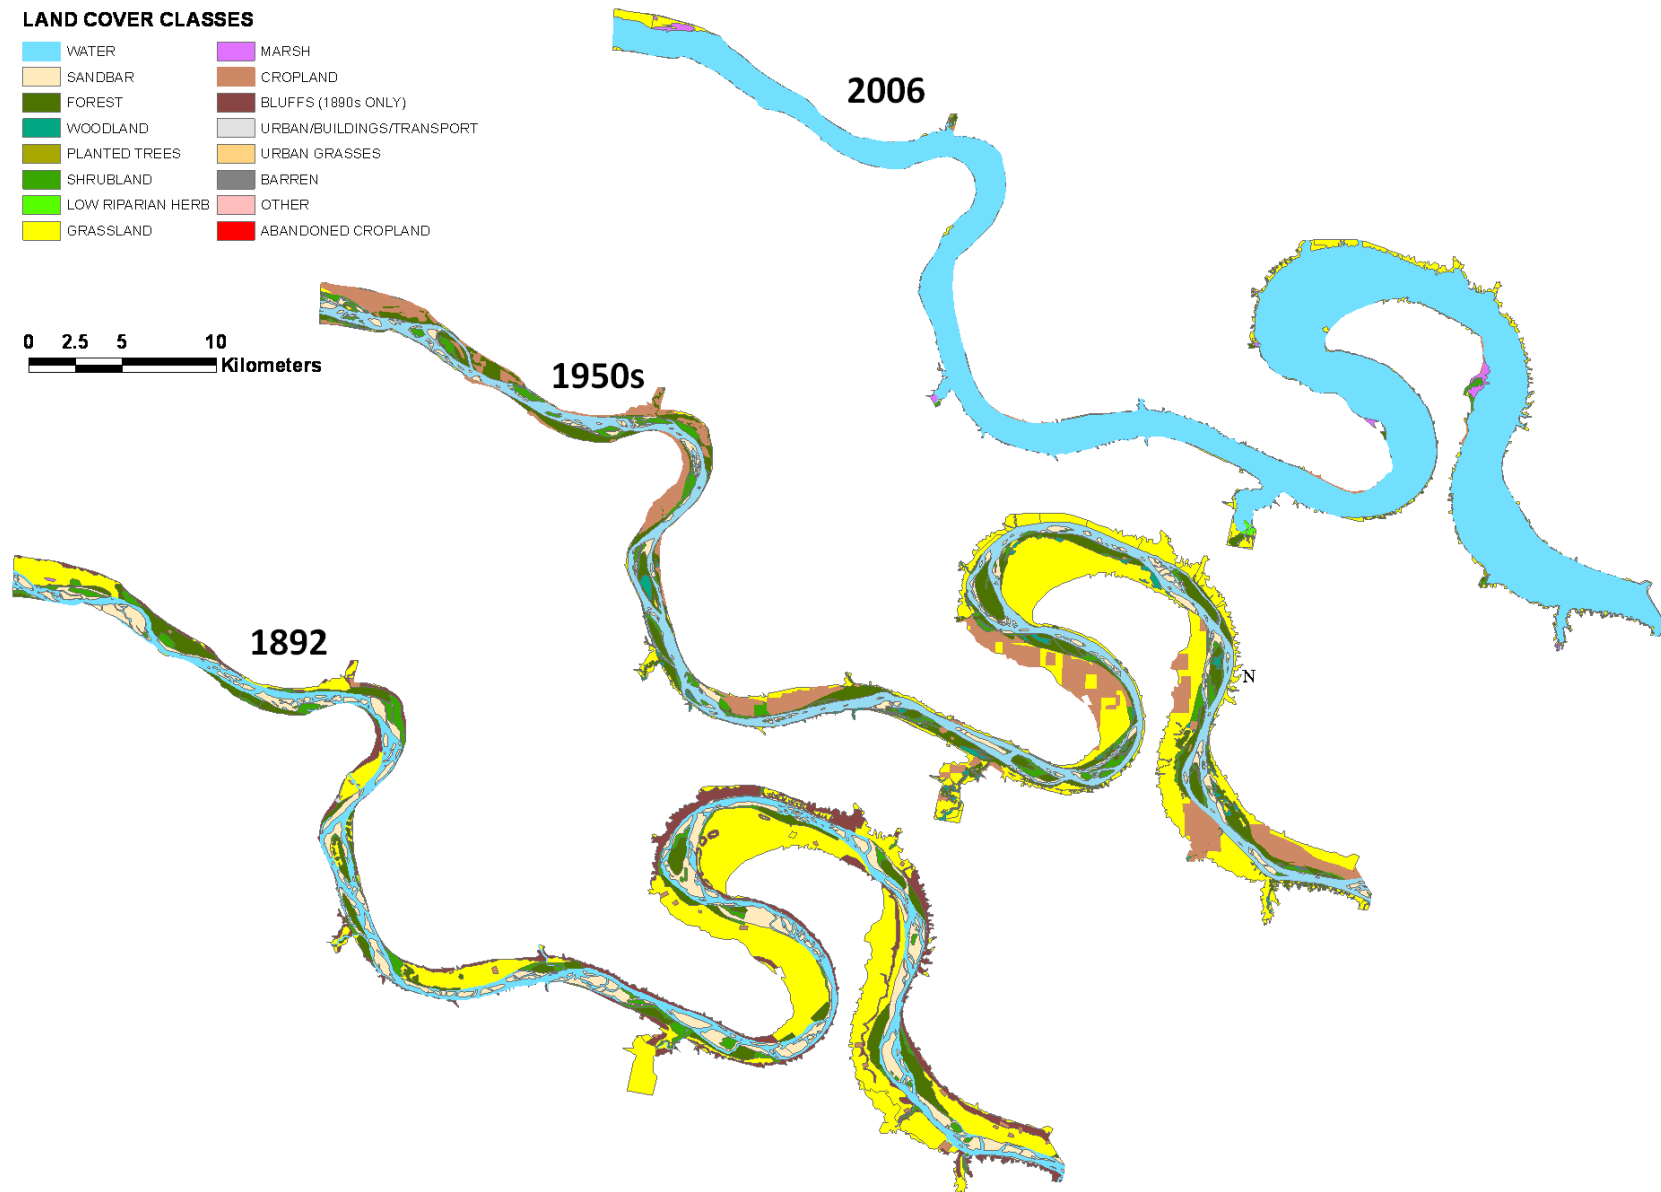 LAND COVER CLASSES
WATER
SANDBAR
FOREST
WOODLAND
PLANTED TREES
SHRUBLAND
LOW RIPARIAN HERB
GRASSLAND
MARSH
CROPLAND
BLUFFS (1890s ONLY)
URBAN/BUILDINGS/TRANSPORT
URBAN GRASSES
BARREN
OTHER
ABANDONED CROPLAND
2006
0 2.5 5 10
Kilometers
1950s
1892
N